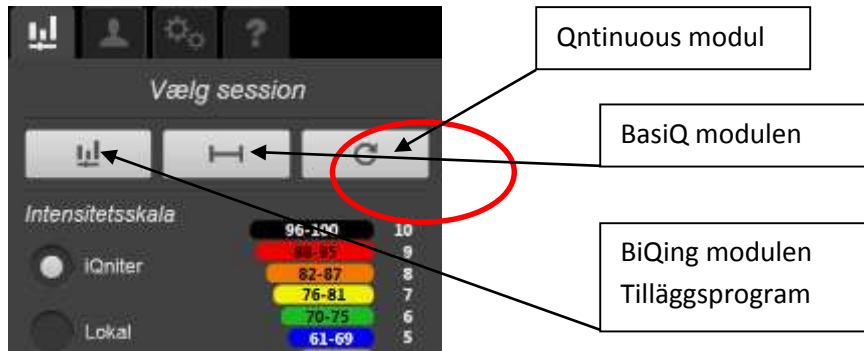 ?
Qntinuous modul
Vælg session
BasiQ modulen
Intensitetsskala
96-100 10
88-95 9
iQniter
82-87 8
76-81 7
70-75 6
Lokal
61-69 5
BiQing modulen
Tilläggsprogram